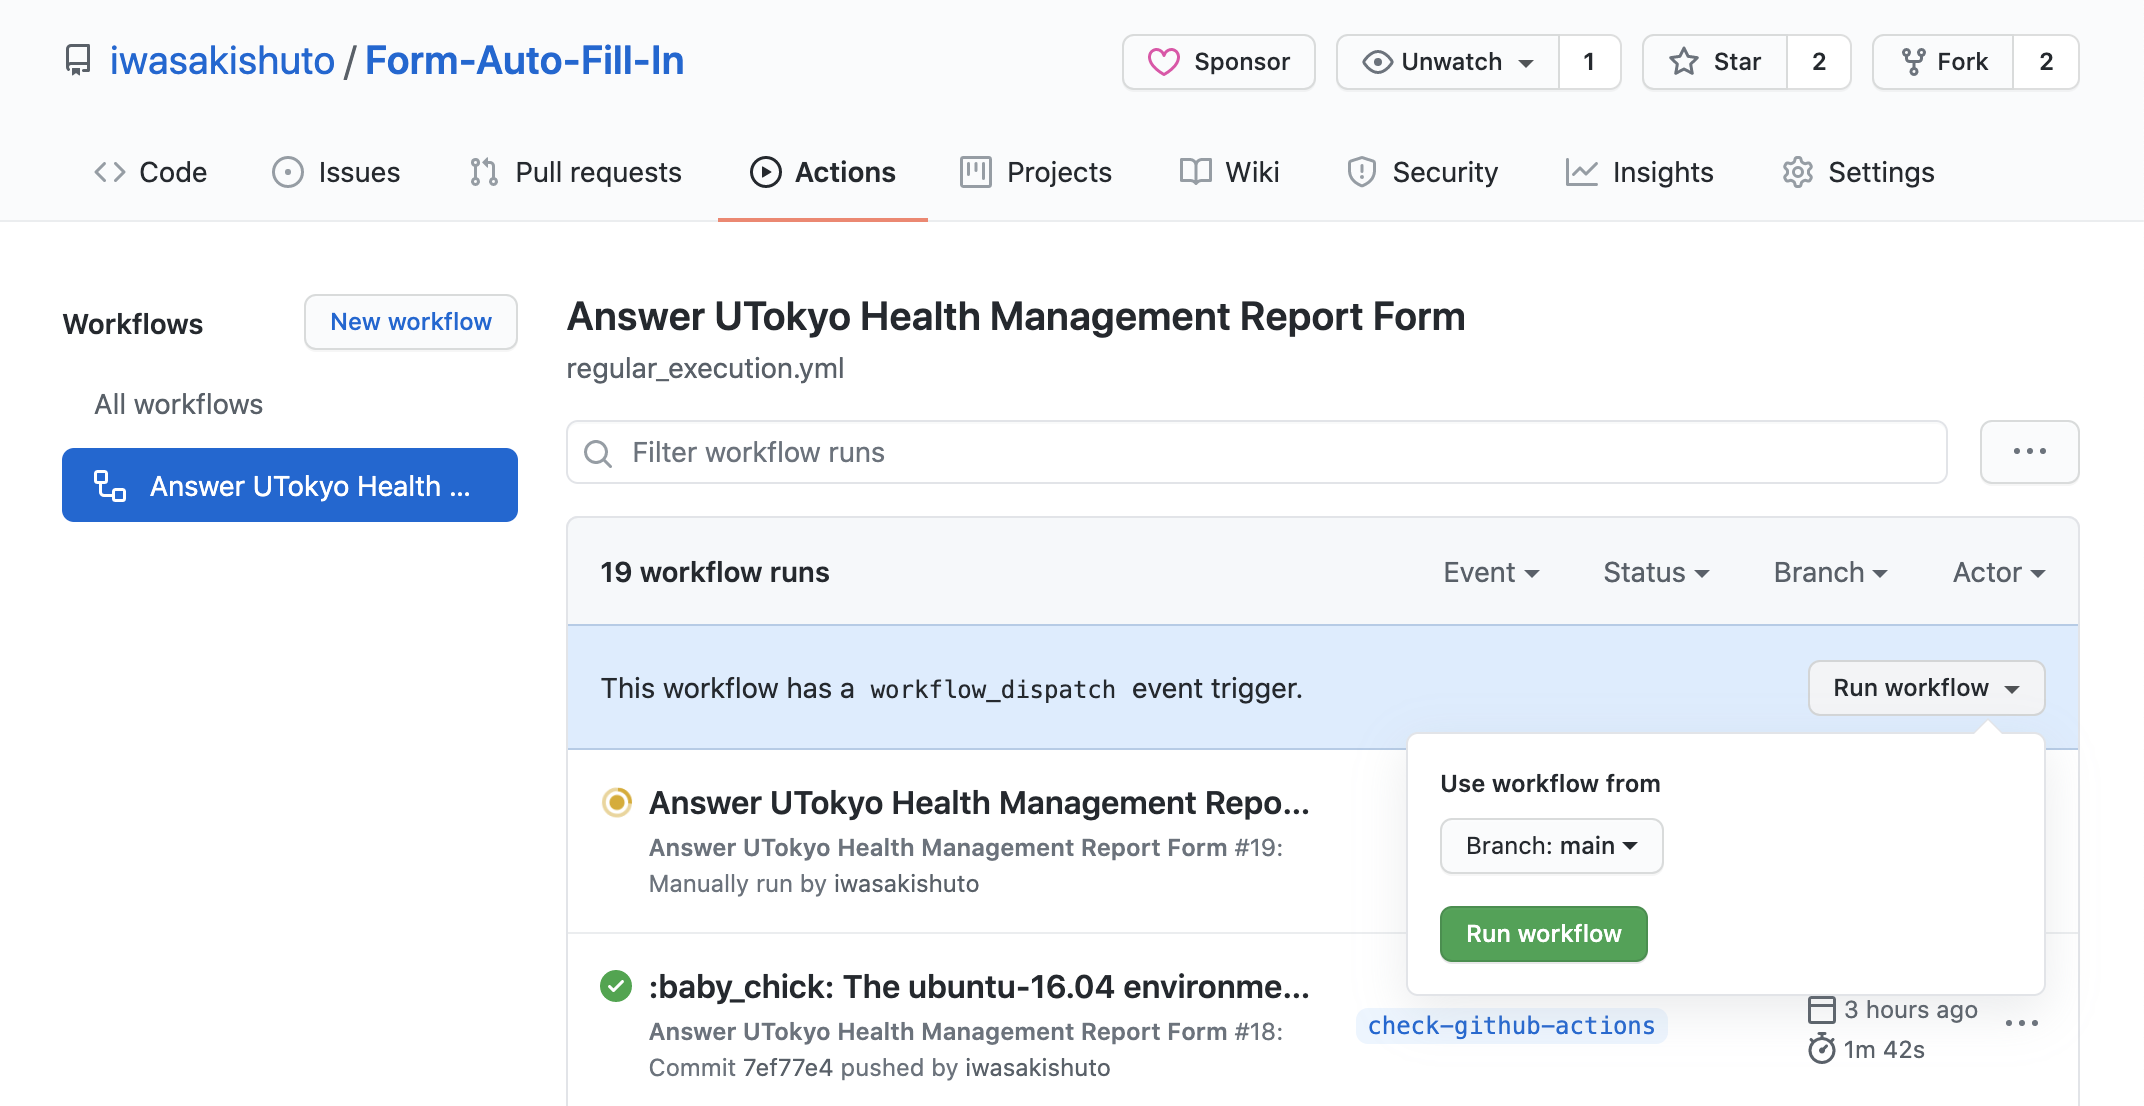 iwasakishuto / Form-Auto-Fill-In
Sponsor
Unwatch 1
Star 2
Fork 2
Code Issues Pull requests Actions Projects Wiki Security Insights Settings
Workflows
New workflow
All workflows
Answer UTokyo Health ...
Answer UTokyo Health Management Report Form
regular_execution.yml
Filter workflow runs
19 workflow runs
Event Status Branch Actor
This workflow has a workflow_dispatch event trigger.
Run workflow
Use workflow from
Branch: main
Run workflow
Answer UTokyo Health Management Repo...
Answer UTokyo Health Management Report Form #19:
Manually run by iwasakishuto
:baby_chick: The ubuntu-16.04 environme...
Answer UTokyo Health Management Report Form #18:
Commit 7ef77e4 pushed by iwasakishuto
check-github-actions
3 hours ago
1m 42s